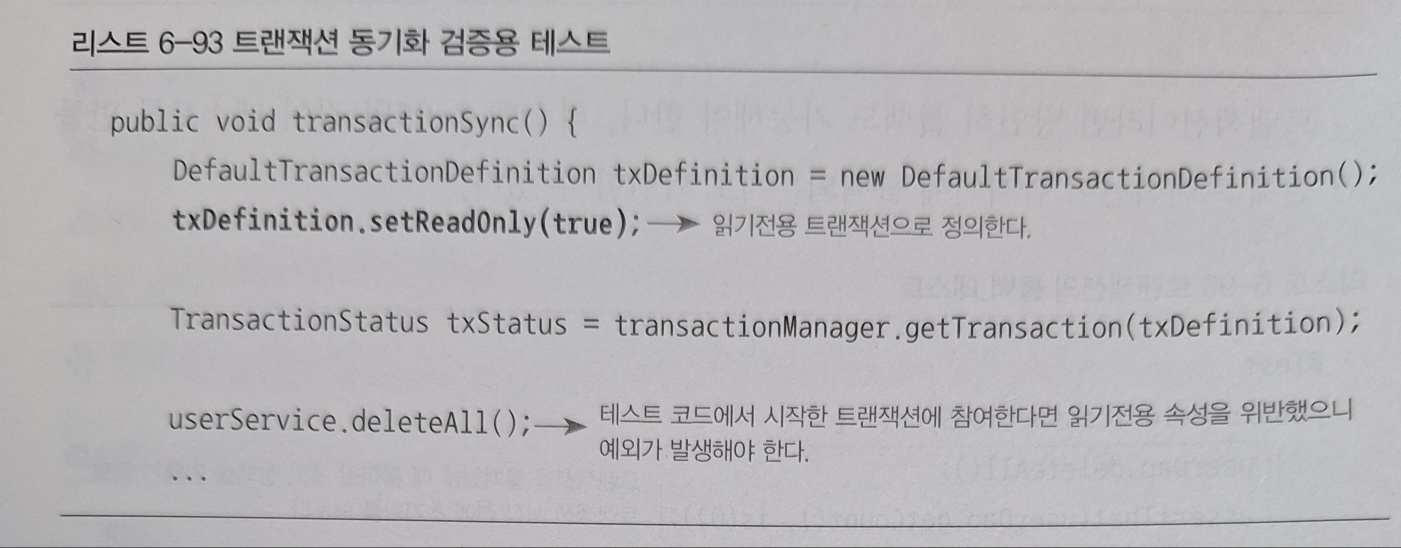 리스트 6-93 트랜잭션 동기화 검증용 테스트
public void transactionSync() {
DefaultTransactionDefinition txDefinition = new DefaultTransactionDefinition();
txDefinition.setReadOnly(true); → 읽기전용 트랜잭션으로 정의한다.
TransactionStatus txStatus = transactionManager.getTransaction(txDefinition);
userService.deleteAll(); → 테스트 코드에서 시작한 트랜잭션에 참여한다면 읽기전용 속성을 위반했으니
예외가 발생해야 한다.
...